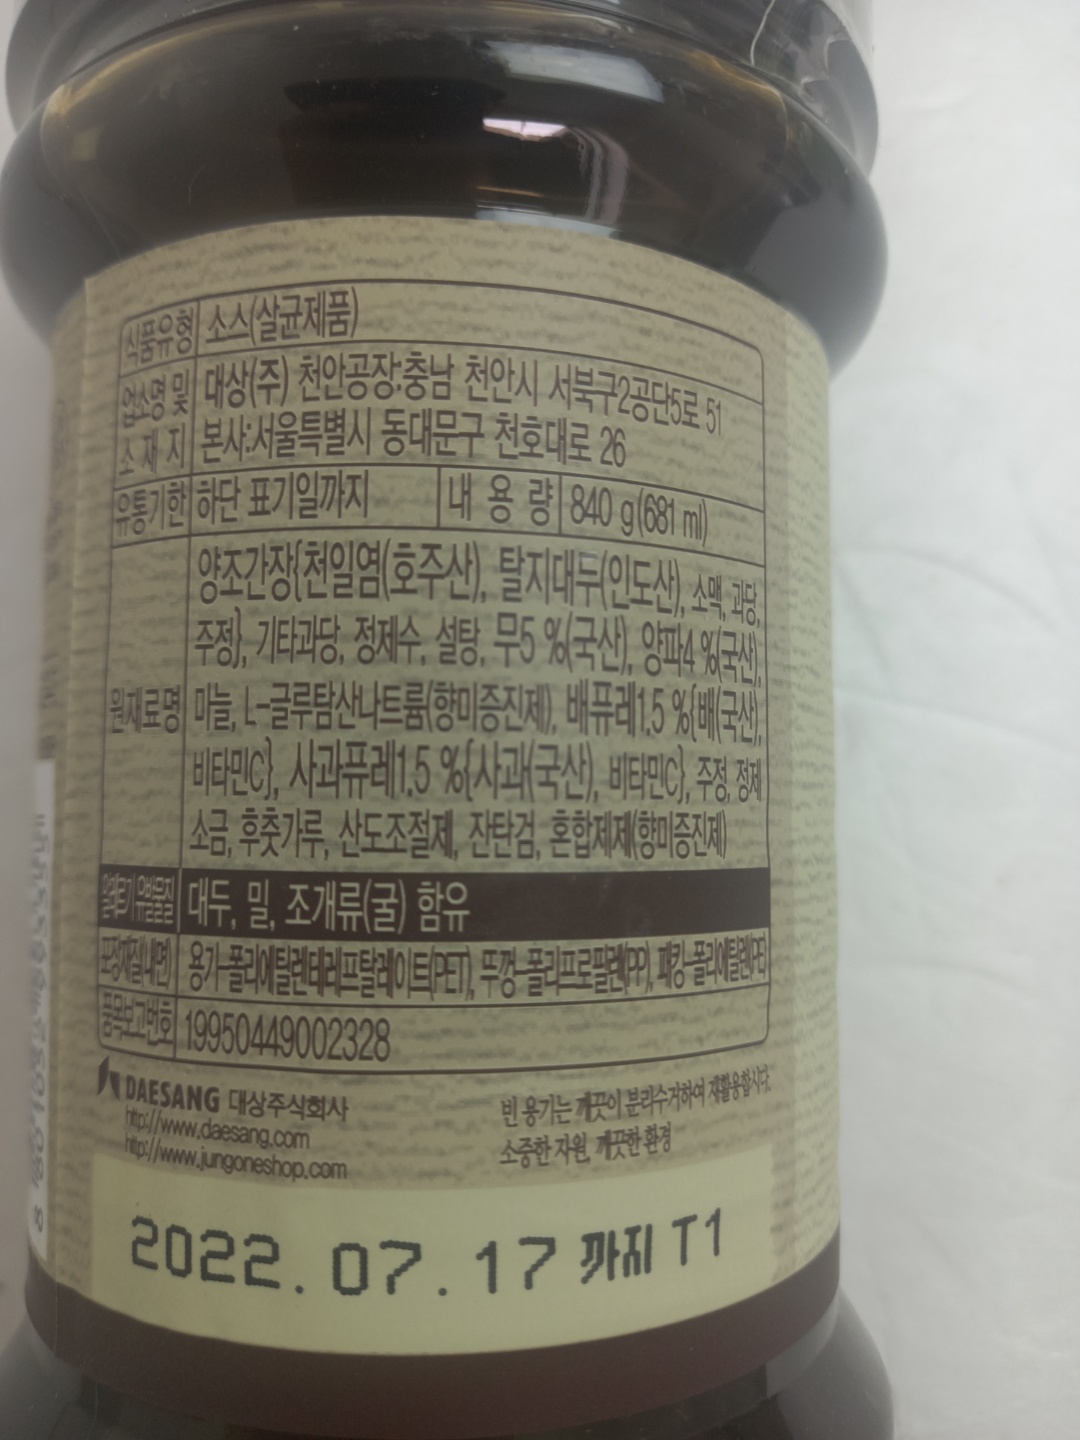 식품유형 소스(살균제품)
업소명 및 소재지 대상(주) 천안공장:충남 천안시 서북구2공단5로 51
본사:서울특별시 동대문구 천호대로 26
유통기한 하단 표기일까지 내용량 840 g(681 ml)
양조간장{천일염(호주산), 탈지대두(인도산), 소맥, 과당,
주정}, 기타과당, 정제수, 설탕, 무5 %(국산), 양파4 %(국산),
원재료명 마늘, L-글루탐산나트륨(향미증진제), 배퓨레1.5 %{배(국산),
비타민C}, 사과퓨레1.5 %{사과(국산), 비타민C}, 주정, 정제
소금, 후춧가루, 산도조절제, 잔탄검, 혼합제제(향미증진제)
알레르기 유발물질 대두, 밀, 조개류(굴) 함유
포장재질(내면) 용기-폴리에틸렌테레프탈레이트(PET), 뚜껑-폴리프로필렌(PP), 패킹-폴리에틸렌(PE)
품목보고번호 19950449002328
DAESANG 대상주식회사
http://www.daesang.com
http://www.jungoneshop.com
빈 용기는 깨끗이 분리수거하여 재활용합시다.
소중한 자원, 깨끗한 환경
2022.07.17 까지 T1